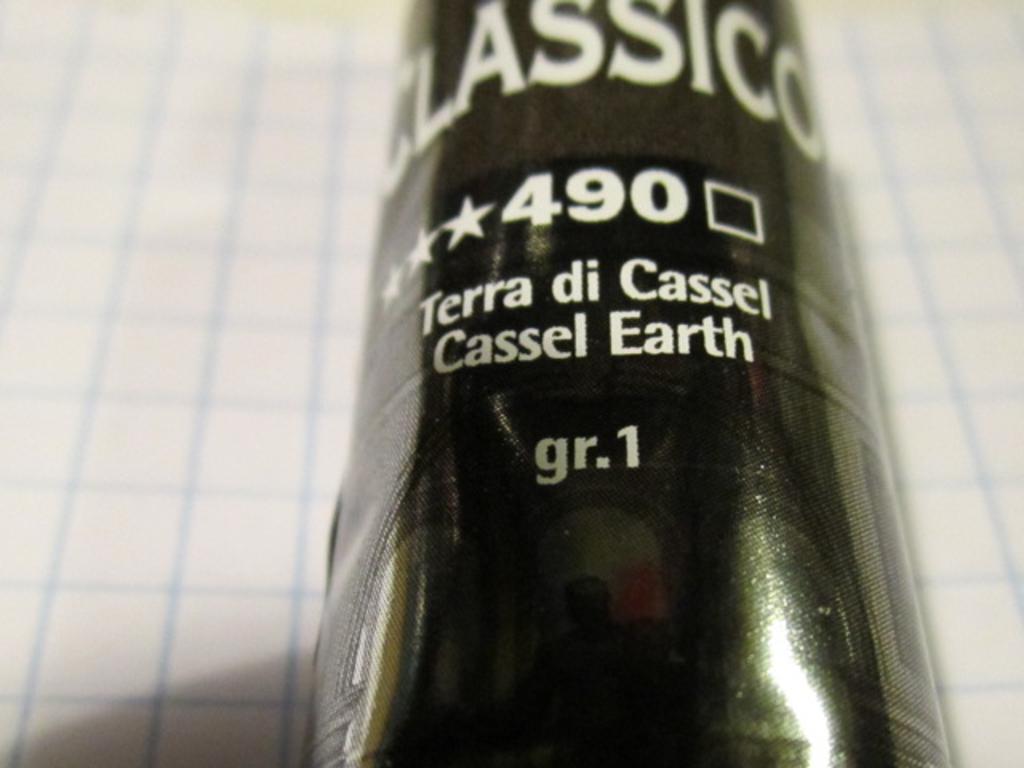 CLASSICO
★★★490□
Terra di Cassel
Cassel Earth
gr.1